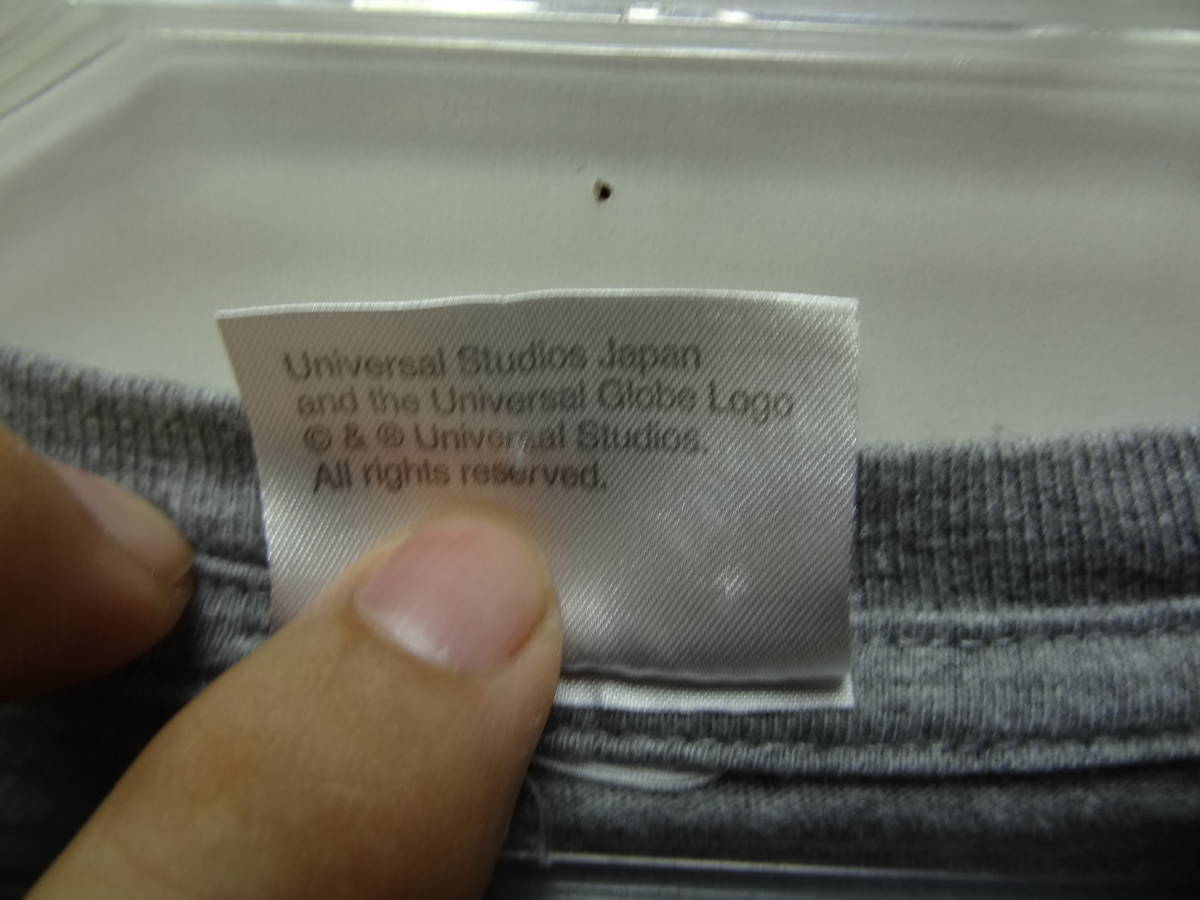 Universal Studios Japan
and the Universal Globe Logo
© & ® Universal Studios.
All rights reserved.